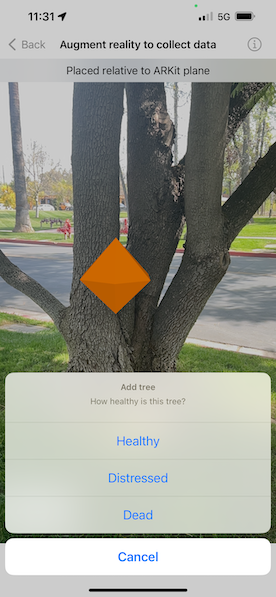 11:31
5G
Back
Augment reality to collect data
Placed relative to ARKit plane
Add tree
How healthy is this tree?
Healthy
Distressed
Dead
Cancel